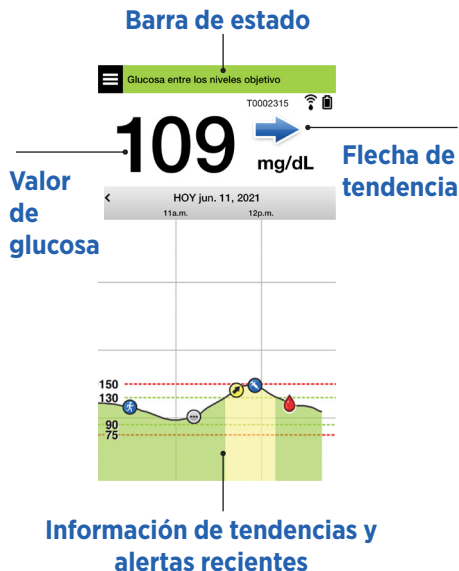 Barra de estado
Glucosa entre los niveles objetivo
T0002315
109
mg/dL
Flecha de
tendencia
Valor
de
glucosa
HOY jun. 11, 2021
11a.m. 12p.m.
150
130
90
75
Información de tendencias y
alertas recientes